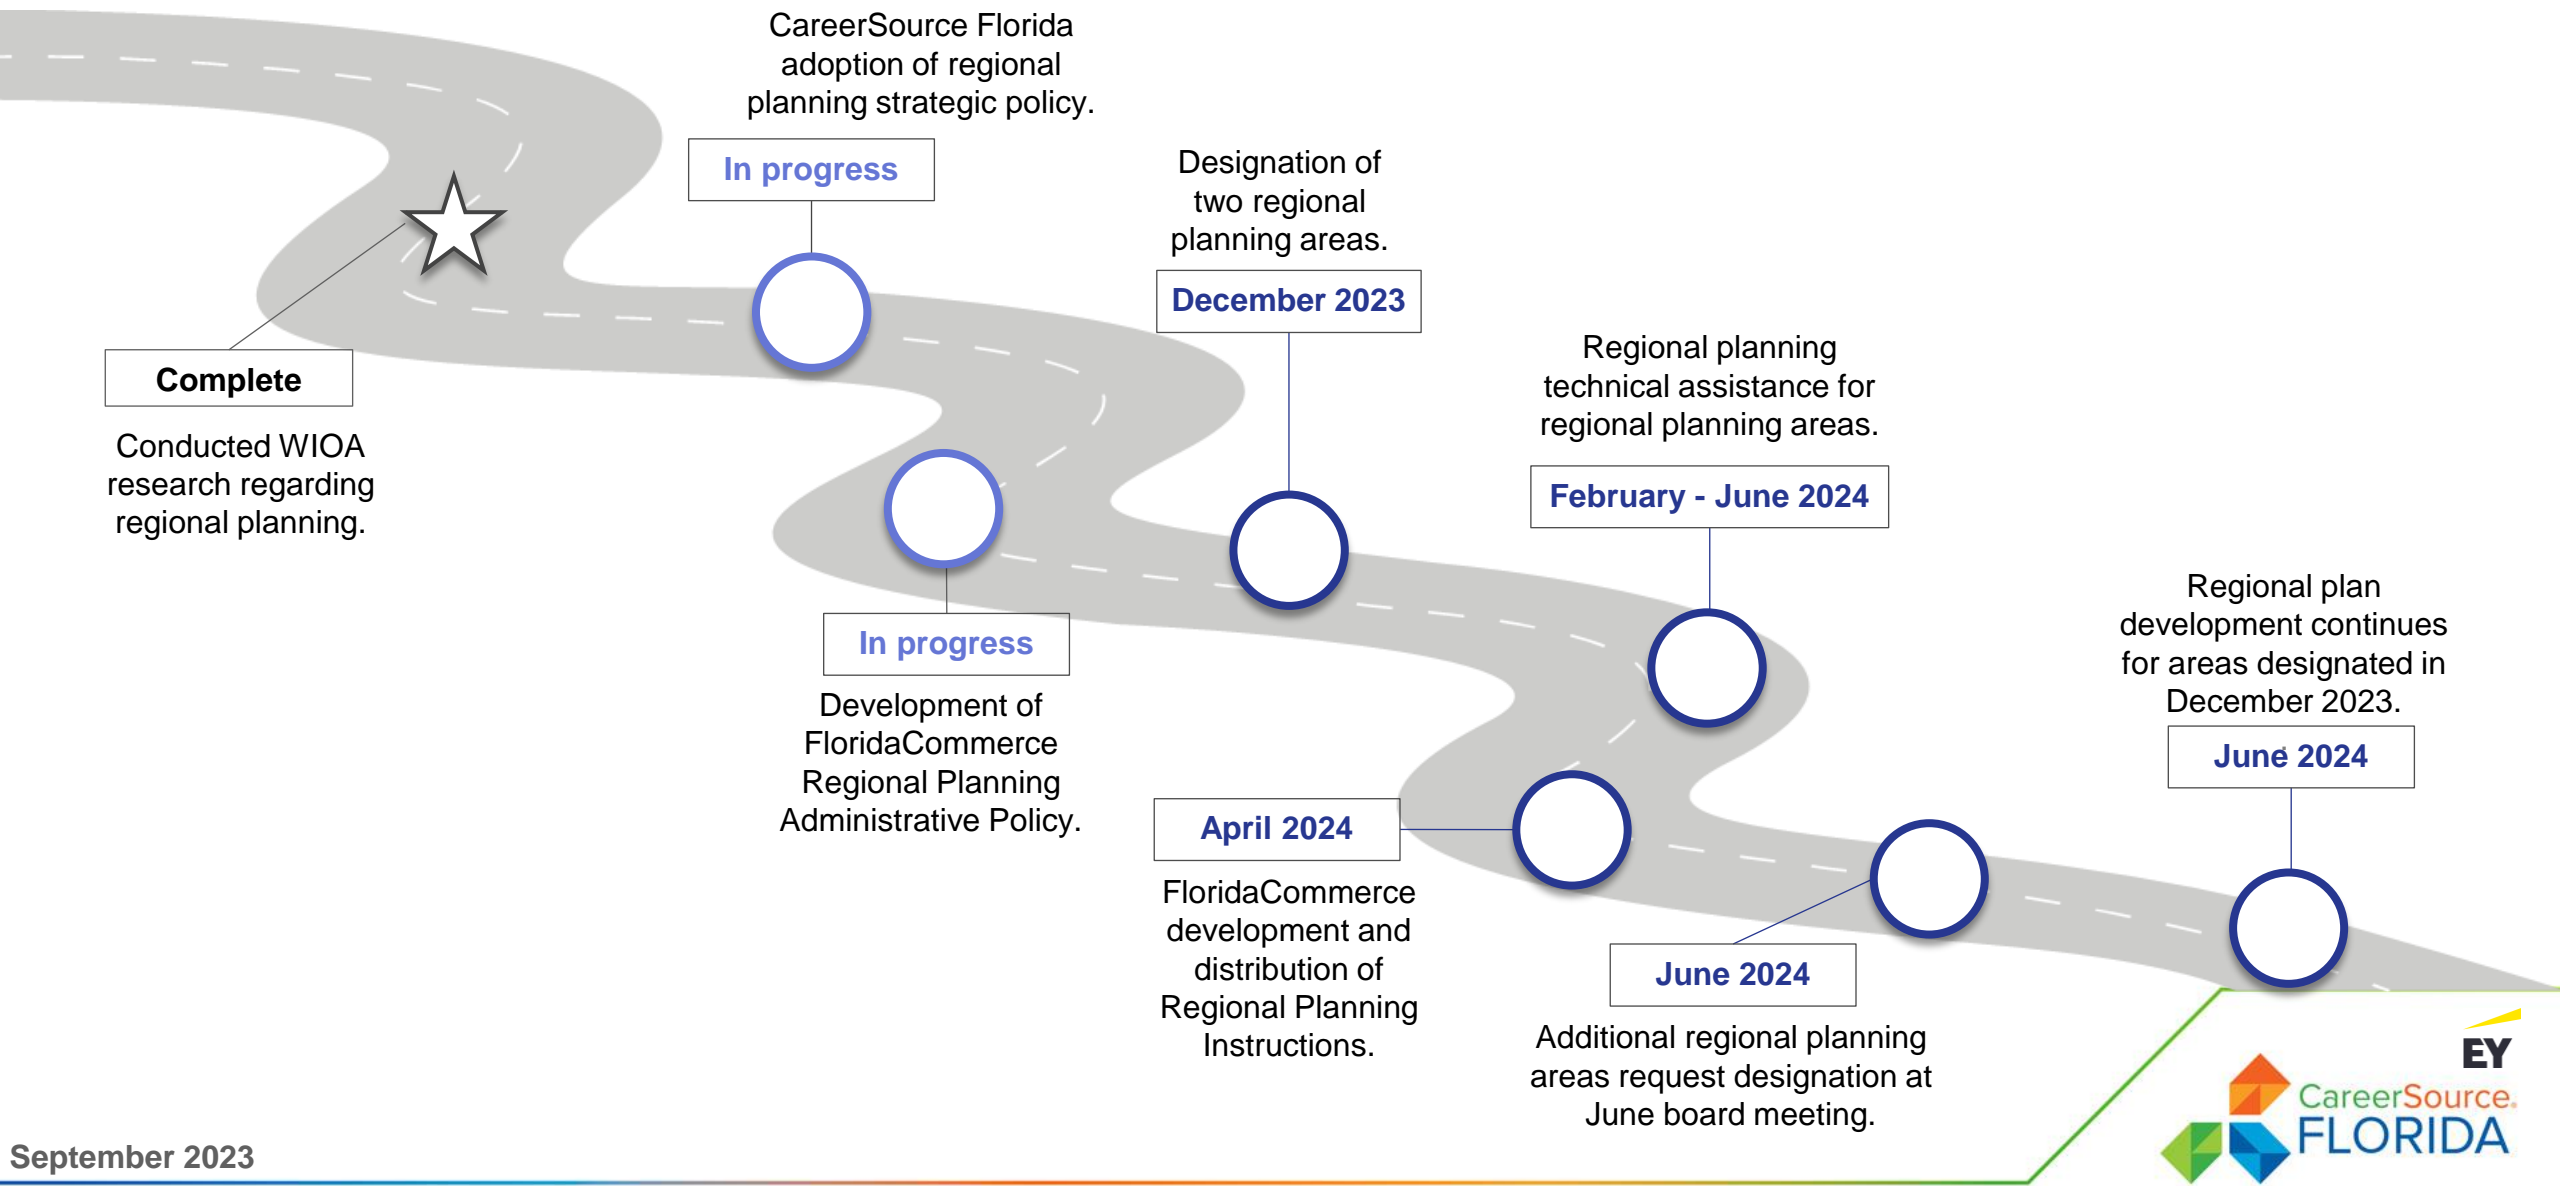 CareerSource Florida
adoption of regional
planning strategic policy.
In progress
Complete
Conducted WIOA
research regarding
regional planning.
In progress
Development of
FloridaCommerce
Regional Planning
Administrative Policy.
Designation of
two regional
planning areas.
December 2023
Regional planning
technical assistance for
regional planning areas.
February - June 2024
April 2024
FloridaCommerce
development and
distribution of
Regional Planning
Instructions.
June 2024
Additional regional planning
areas request designation at
June board meeting.
Regional plan
development continues
for areas designated in
December 2023.
June 2024
September 2023
EY
CareerSource
FLORIDA